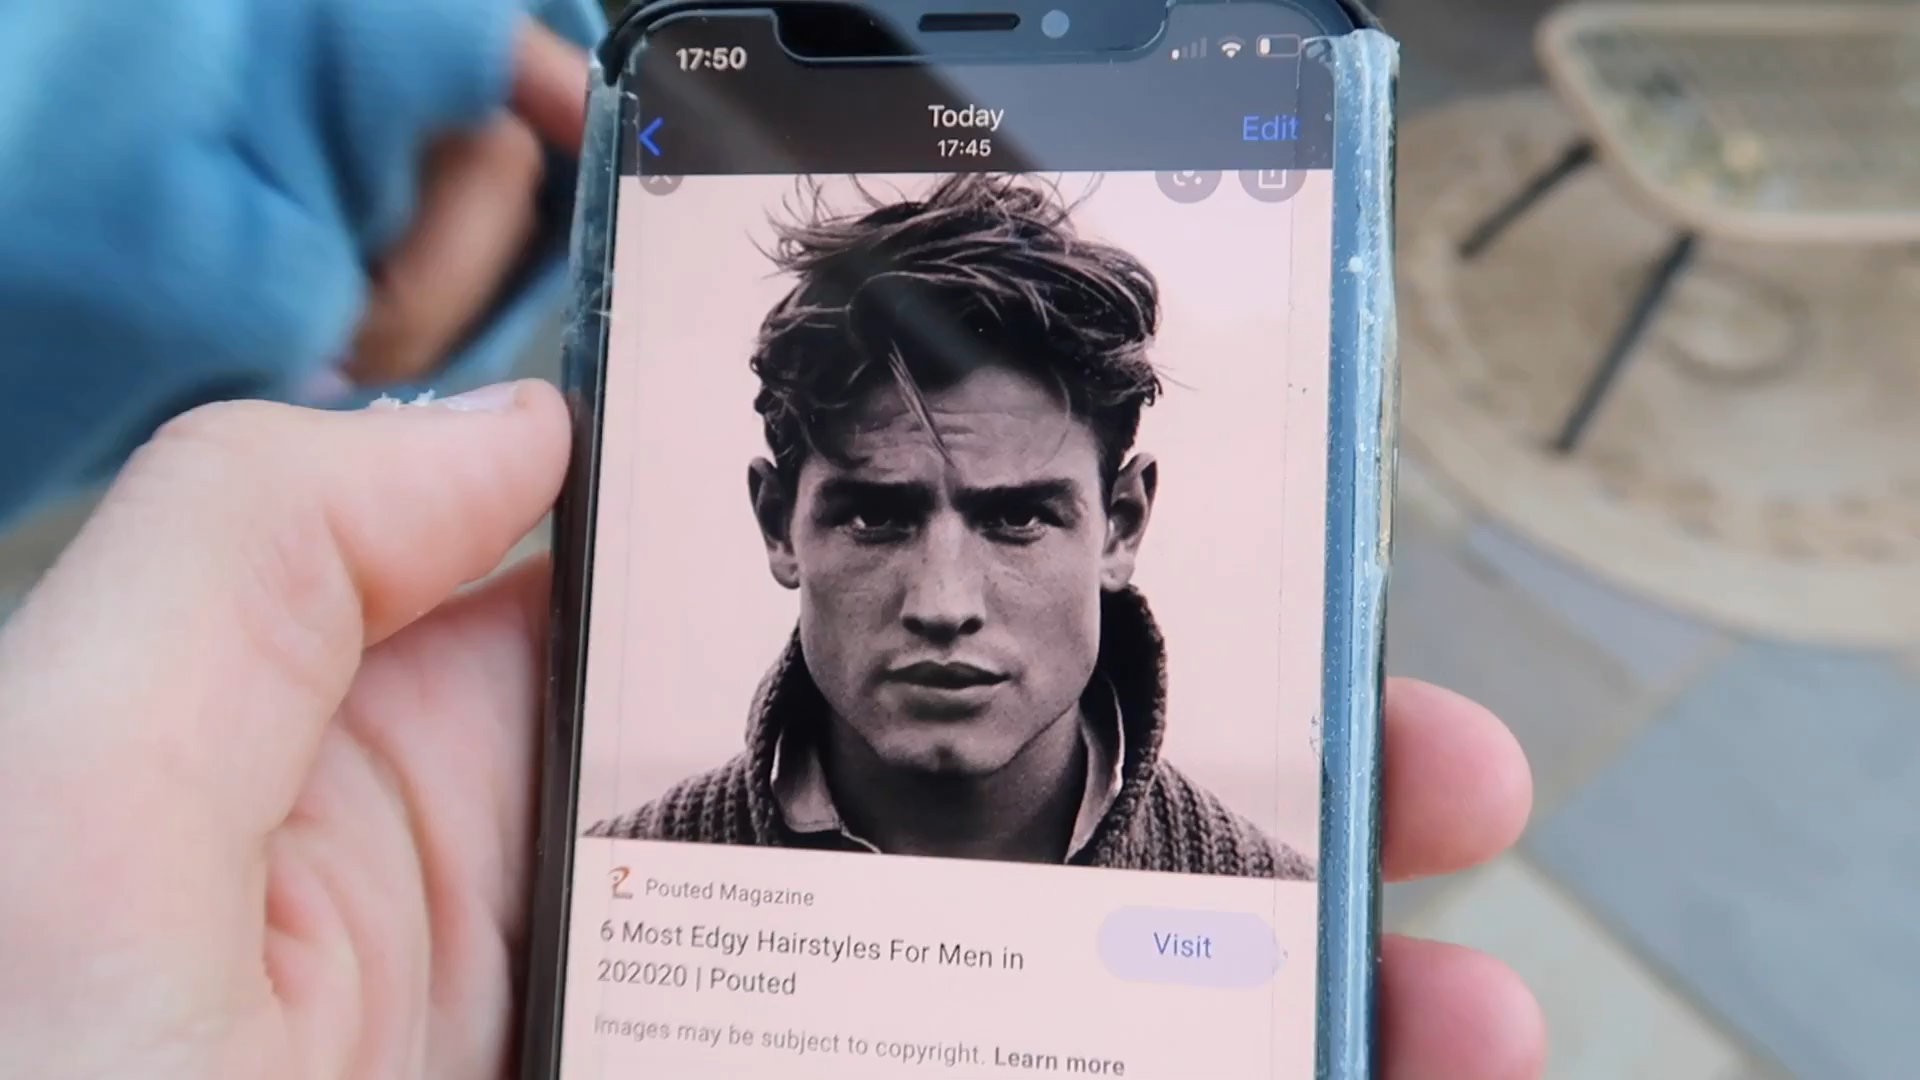 17:50
Today
17:45
Edit
Pouted Magazine
6 Most Edgy Hairstyles For Men in
202020 | Pouted
Visit
Images may be subject to copyright. Learn more